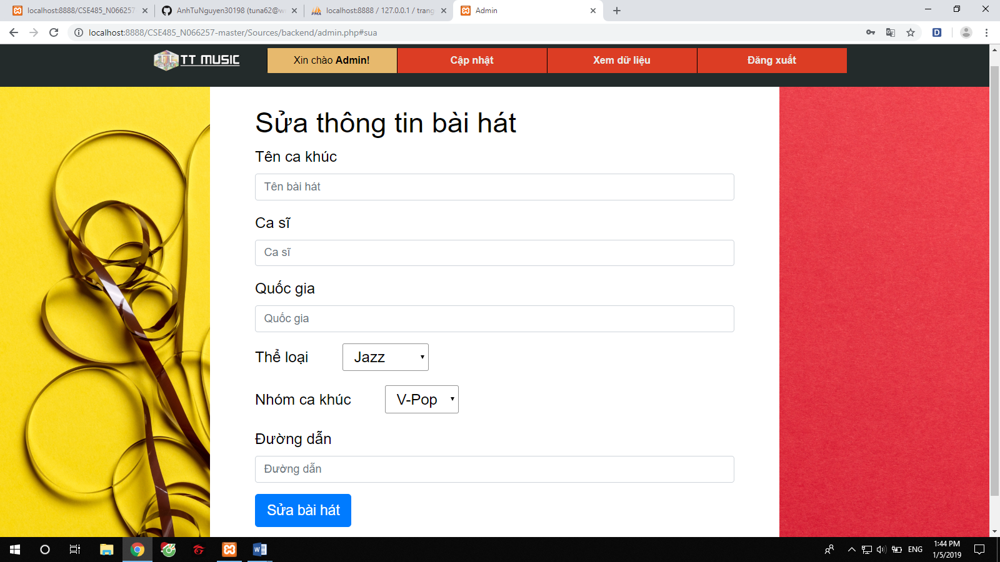 localhost:8888/CSE485_N066257
AnhTuNguyen30198 (tuna62@w
localhost:8888 / 127.0.0.1 / trang
Admin
localhost:8888/CSE485_N066257-master/Sources/backend/admin.php#sua
TT MUSIC
Xin chào Admin!
Cập nhật
Xem dữ liệu
Đăng xuất
Sửa thông tin bài hát
Tên ca khúc
Tên bài hát
Ca sĩ
Ca sĩ
Quốc gia
Quốc gia
Thể loại
Jazz
Nhóm ca khúc
V-Pop
Đường dẫn
Đường dẫn
Sửa bài hát
ENG
1:44 PM
1/5/2019